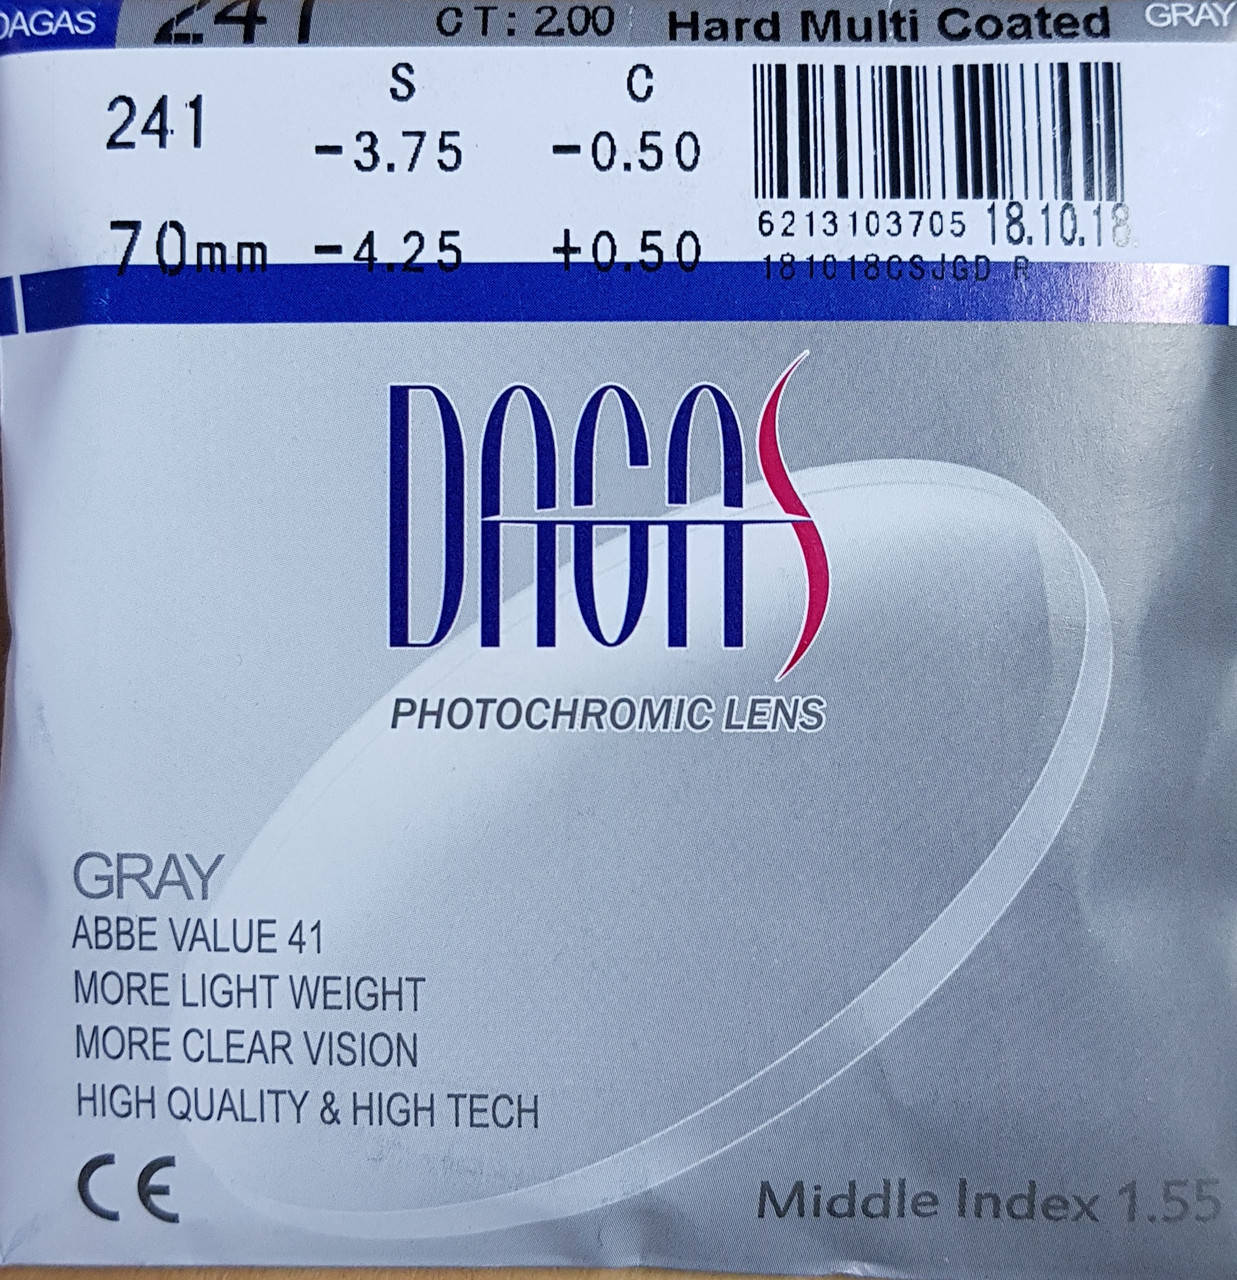 DAGAS 241 CT: 2.00 Hard Multi Coated GRAY
S C
241 -3.75 -0.50
70mm -4.25 +0.50
6213103705 18.10.18
181018CSJGD R
DAGAS
PHOTOCHROMIC LENS
GRAY
ABBE VALUE 41
MORE LIGHT WEIGHT
MORE CLEAR VISION
HIGH QUALITY & HIGH TECH
CE
Middle Index 1.55